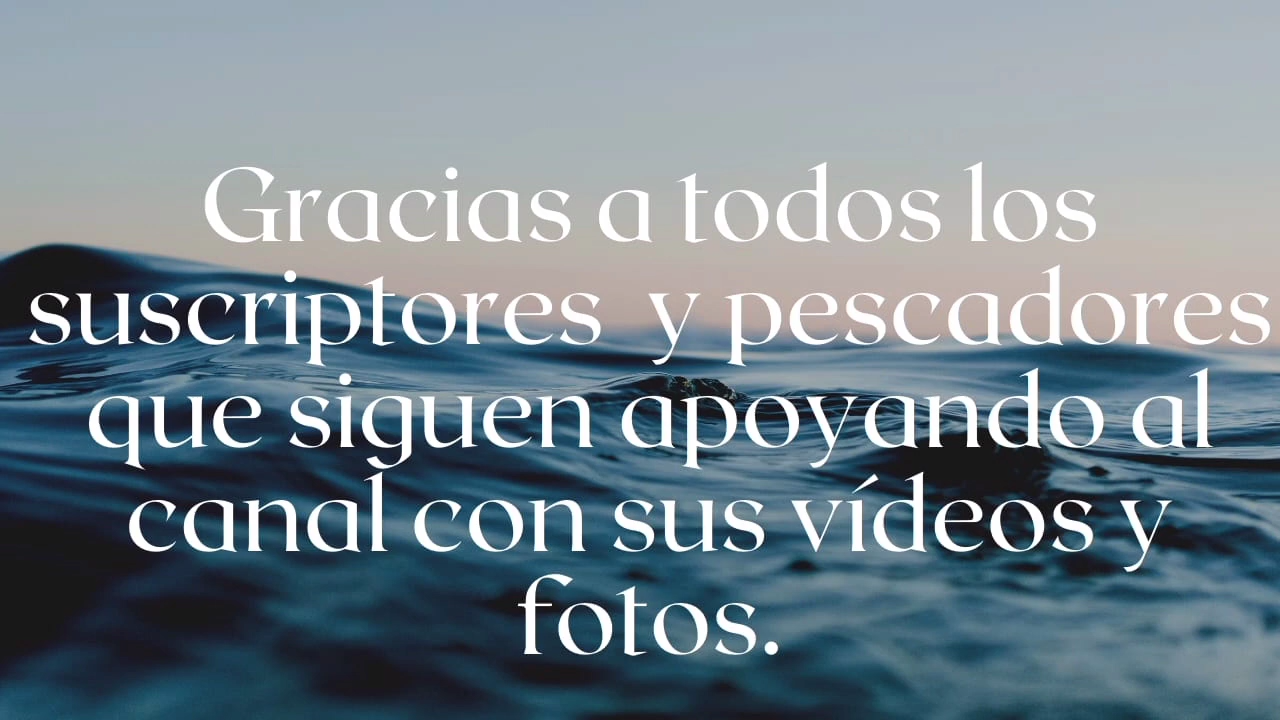 Gracias a todos los
suscriptores  y pescadores
que siguen apoyando al
canal con sus vídeos y
fotos.